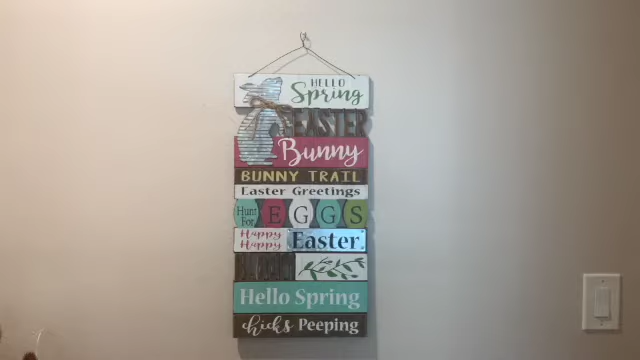 HELLO
Spring
EASTER
Bunny
BUNNY TRAIL
Easter Greetings
Hunt For EGGS
Happy Happy Easter
Hello Spring
chicks Peeping